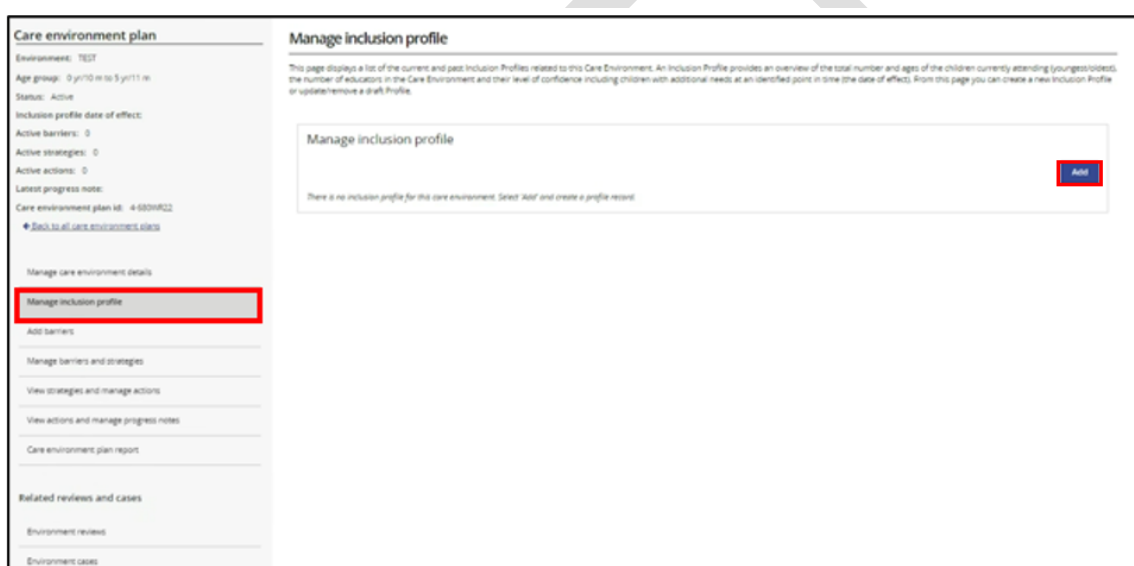 Care environment plan
Environment: TEST
Age group: 0 yr/10 m to 5 yr/11 m
Status: Active
Inclusion profile date of effect:
Active barriers: 0
Active strategies: 0
Active actions: 0
Latest progress note:
Care environment plan id:
Back to all care environment plans
Manage care environment details
Manage inclusion profile
Add barriers
Manage barriers and strategies
View strategies and manage actions
View actions and manage progress notes
Care environment plan report
Related reviews and cases
Environment reviews
Environment cases
Manage inclusion profile
This page displays a list of the current and past Inclusion Profiles related to this Care Environment. An Inclusion Profile provides an overview of the total number and ages of the children currently attending (youngest/oldest),
the number of educators in the Care Environment and their level of confidence including children with additional needs at an identified point in time (the date of effect). From this page you can create a new Inclusion Profile
or update/remove a draft Profile.
Manage inclusion profile
Add
There is no inclusion profile for this care environment. Select 'Add' and create a profile record.